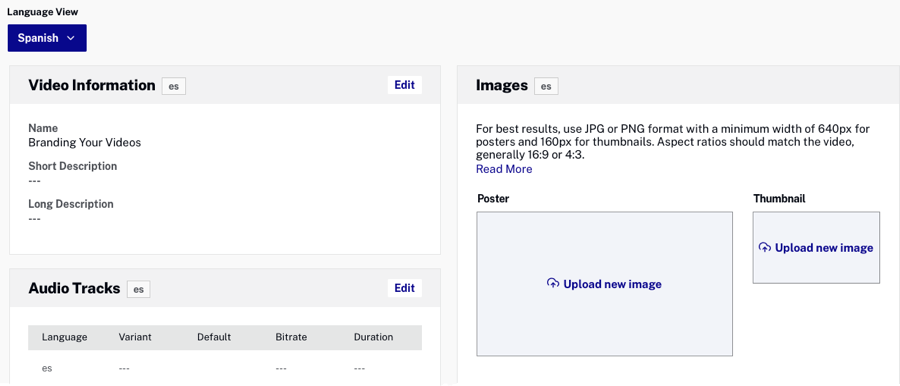 Language View
Spanish
Video Information es Edit
Name
Branding Your Videos
Short Description
---
Long Description
---
Audio Tracks es Edit
Language Variant Default Bitrate Duration
es --- --- ---
Images es
For best results, use JPG or PNG format with a minimum width of 640px for
posters and 160px for thumbnails. Aspect ratios should match the video,
generally 16:9 or 4:3.
Read More
Poster Thumbnail
Upload new image
Upload new image